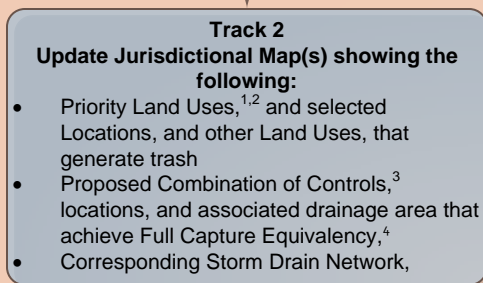 Track 2
Update Jurisdictional Map(s) showing the
following:
• Priority Land Uses,1,2 and selected
Locations, and other Land Uses, that
generate trash
• Proposed Combination of Controls,3
locations, and associated drainage area that
achieve Full Capture Equivalency,4
• Corresponding Storm Drain Network,